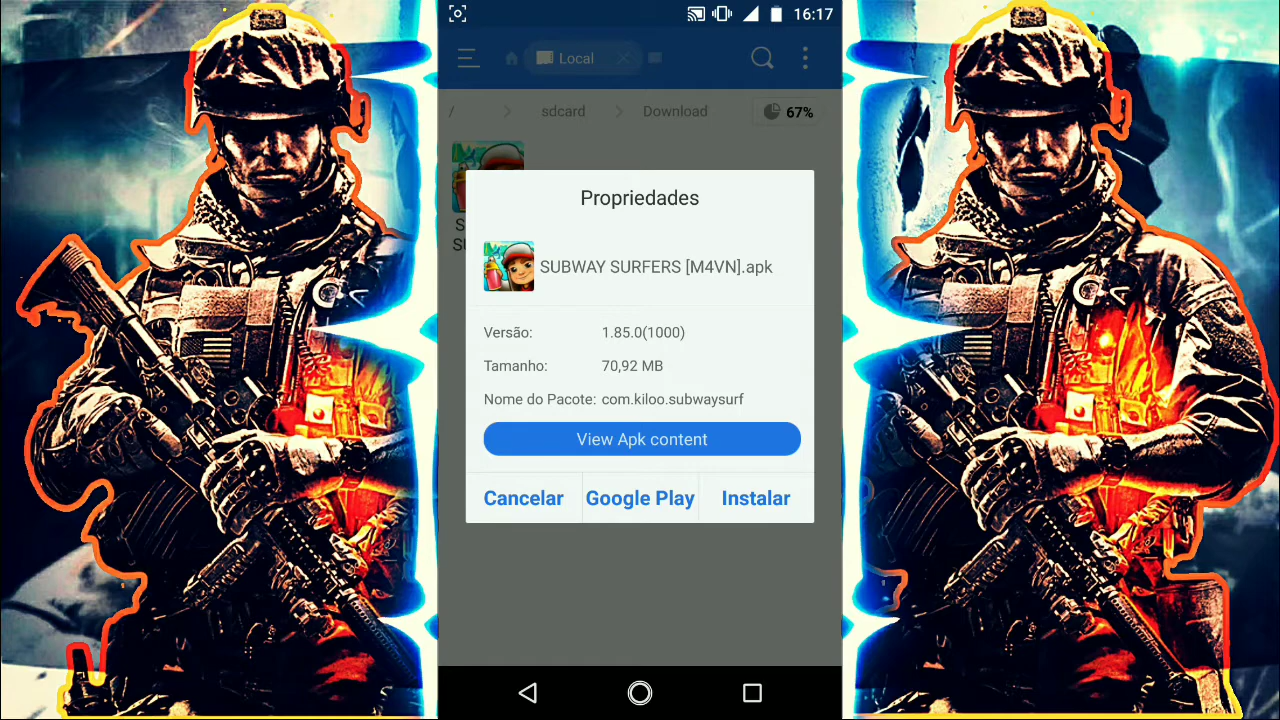 16:17
Local
/ sdcard Download 67%
S
SU
Propriedades
SUBWAY SURFERS [M4VN].apk
Versão: 1.85.0(1000)
Tamanho: 70,92 MB
Nome do Pacote: com.kiloo.subwaysurf
View Apk content
Cancelar Google Play Instalar